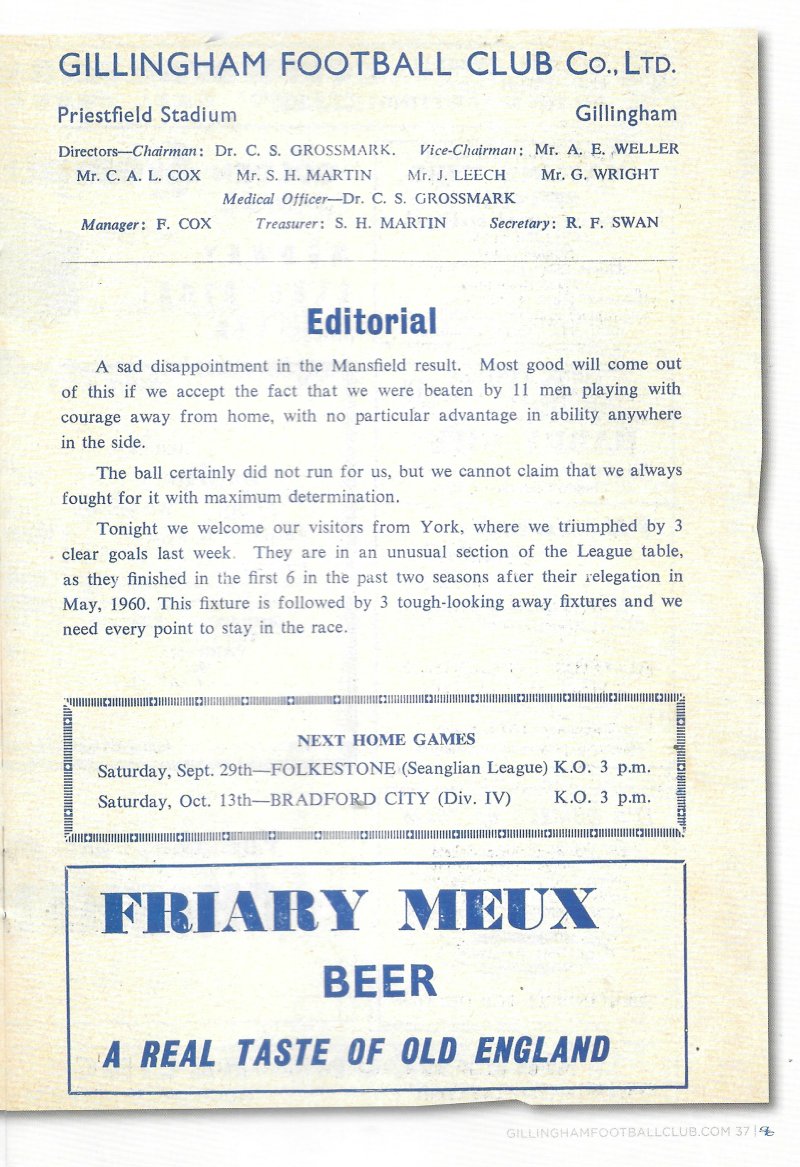 GILLINGHAM FOOTBALL CLUB Co., LTD.
Priestfield Stadium Gillingham
Directors—Chairman: Dr. C. S. GROSSMARK. Vice-Chairman: Mr. A. E. WELLER
Mr. C. A. L. COX Mr. S. H. MARTIN Mr. J. LEECH Mr. G. WRIGHT
Medical Officer—Dr. C. S. GROSSMARK
Manager: F. COX Treasurer: S. H. MARTIN Secretary: R. F. SWAN
Editorial
A sad disappointment in the Mansfield result. Most good will come out
of this if we accept the fact that we were beaten by 11 men playing with
courage away from home, with no particular advantage in ability anywhere
in the side.
The ball certainly did not run for us, but we cannot claim that we always
fought for it with maximum determination.
Tonight we welcome our visitors from York, where we triumphed by 3
clear goals last week. They are in an unusual section of the League table,
as they finished in the first 6 in the past two seasons after their relegation in
May, 1960. This fixture is followed by 3 tough-looking away fixtures and we
need every point to stay in the race.
NEXT HOME GAMES
Saturday, Sept. 29th—FOLKESTONE (Seanglian League) K.O. 3 p.m.
Saturday, Oct. 13th—BRADFORD CITY (Div. IV) K.O. 3 p.m.
FRIARY MEUX
BEER
A REAL TASTE OF OLD ENGLAND
GILLINGHAMFOOTBALLCLUB.COM 37 |